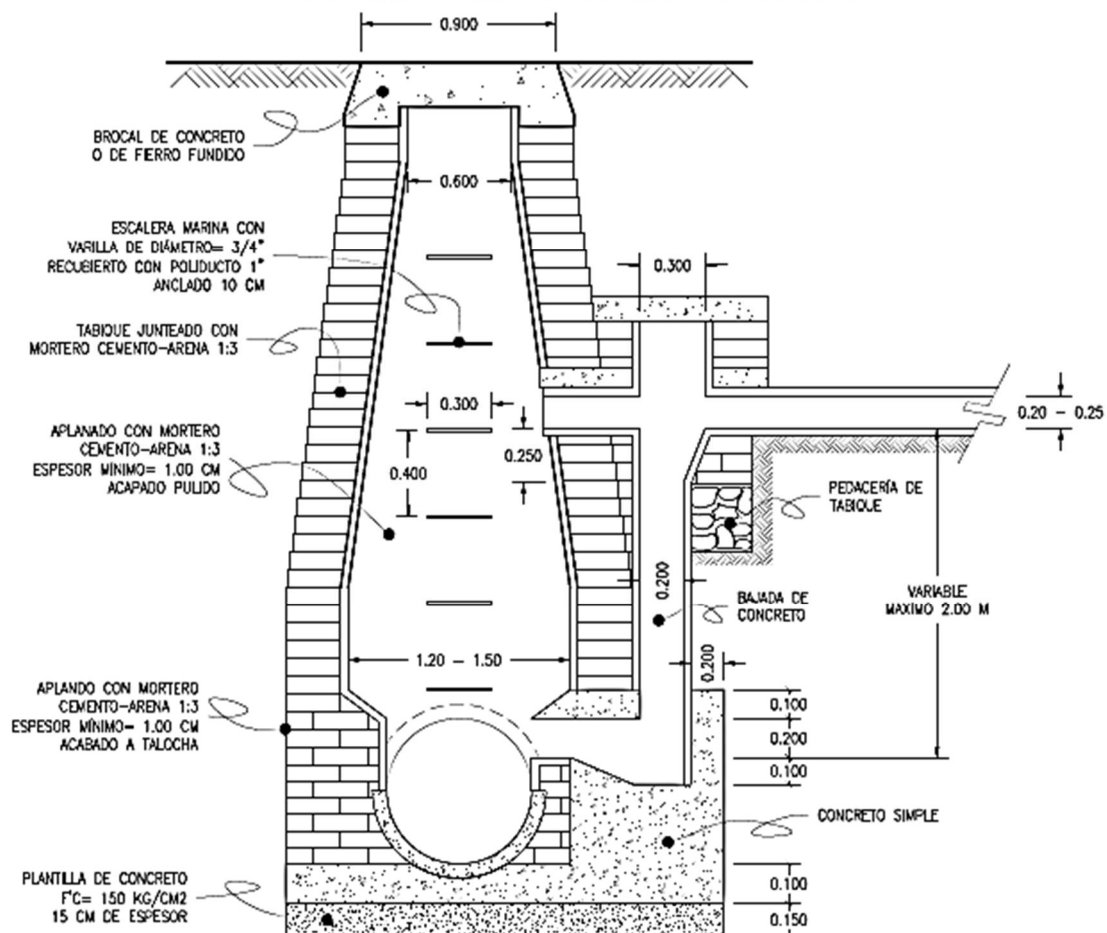 0.900
BROCAL DE CONCRETO
O DE FIERRO FUNDIDO
0.600
ESCALERA MARINA CON
VARILLA DE DIÁMETRO= 3/4"
RECUBIERTO CON POLIDUCTO 1"
ANCLADO 10 CM
0.300
TABIQUE JUNTEADO CON
MORTERO CEMENTO-ARENA 1:3
0.300
0.20 - 0.25
APLANADO CON MORTERO
CEMENTO-ARENA 1:3
ESPESOR MÍNIMO= 1.00 CM
ACAPADO PULIDO
0.400
0.250
PEDACERÍA DE
TABIQUE
0.200
BAJADA DE
CONCRETO
VARIABLE
MAXIMO 2.00 M
1.20 - 1.50
0.200
APLANDO CON MORTERO
CEMENTO-ARENA 1:3
ESPESOR MÍNIMO= 1.00 CM
ACABADO A TALOCHA
0.100
0.200
0.100
CONCRETO SIMPLE
PLANTILLA DE CONCRETO
F'C= 150 KG/CM2
15 CM DE ESPESOR
0.100
0.150